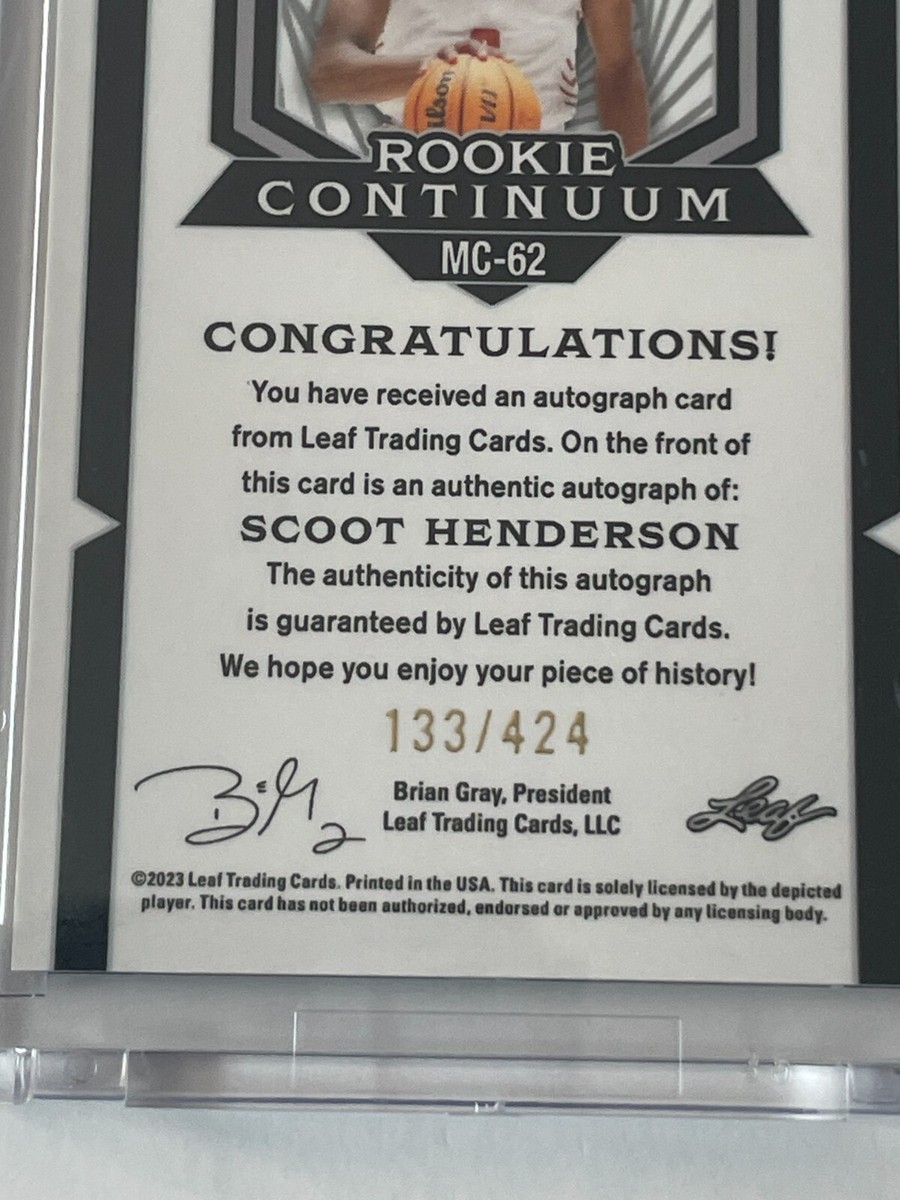 ROOKIE
CONTINUUM
MC-62
CONGRATULATIONS!
You have received an autograph card
from Leaf Trading Cards. On the front of
this card is an authentic autograph of:
SCOOT HENDERSON
The authenticity of this autograph
is guaranteed by Leaf Trading Cards.
We hope you enjoy your piece of history!
133/424
Brian Gray, President
Leaf Trading Cards, LLC
Leaf
©2023 Leaf Trading Cards. Printed in the USA. This card is solely licensed by the depicted
player. This card has not been authorized, endorsed or approved by any licensing body.